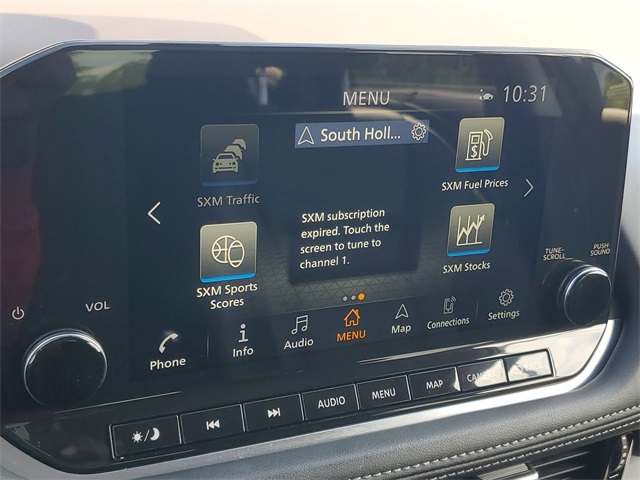 MENU
10:31
South Holl...
SXM Traffic
SXM Fuel Prices
SXM subscription
expired. Touch the
screen to tune to
channel 1.
SXM Sports
Scores
SXM Stocks
TUNE-
SCROLL
PUSH
SOUND
VOL
Phone
Info
Audio
MENU
Map
Connections
Settings
AUDIO
MENU
MAP